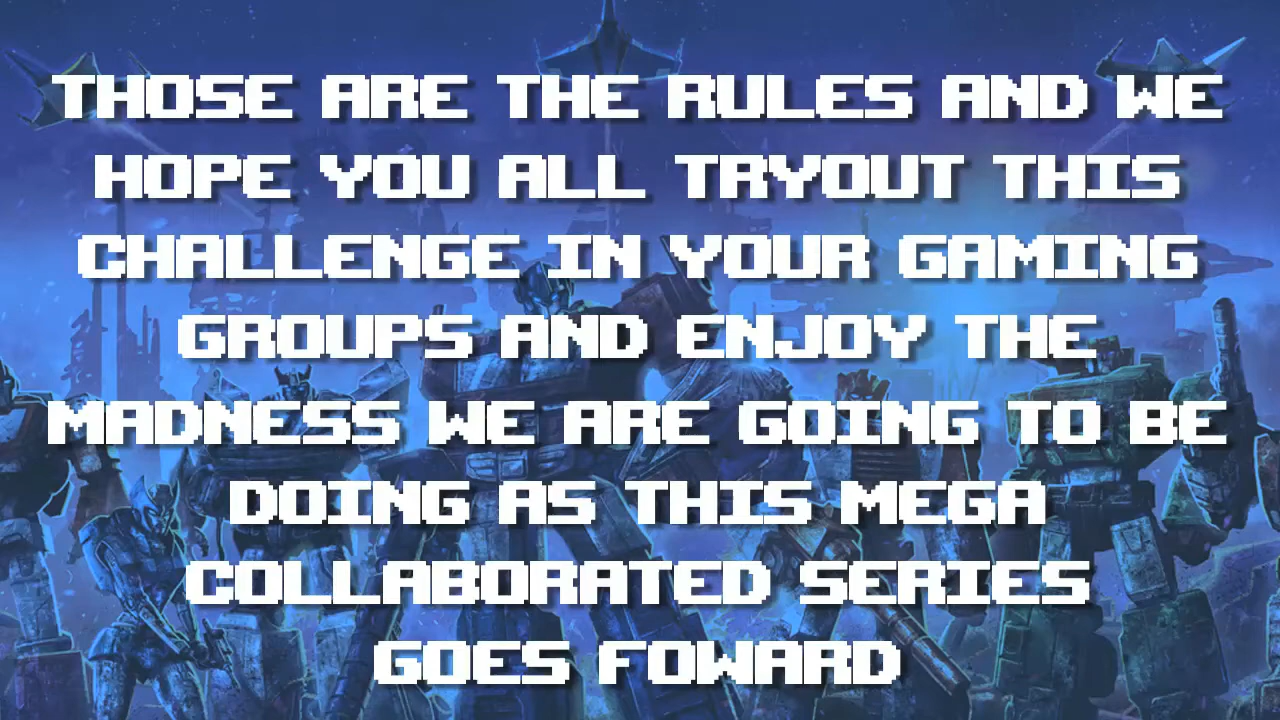 THOSE ARE THE RULES AND WE
HOPE YOU ALL TRYOUT THIS
CHALLENGE IN YOUR GAMING
GROUPS AND ENJOY THE
MADNESS WE ARE GOING TO BE
DOING AS THIS MEGA
COLLABORATED SERIES
GOES FOWARD